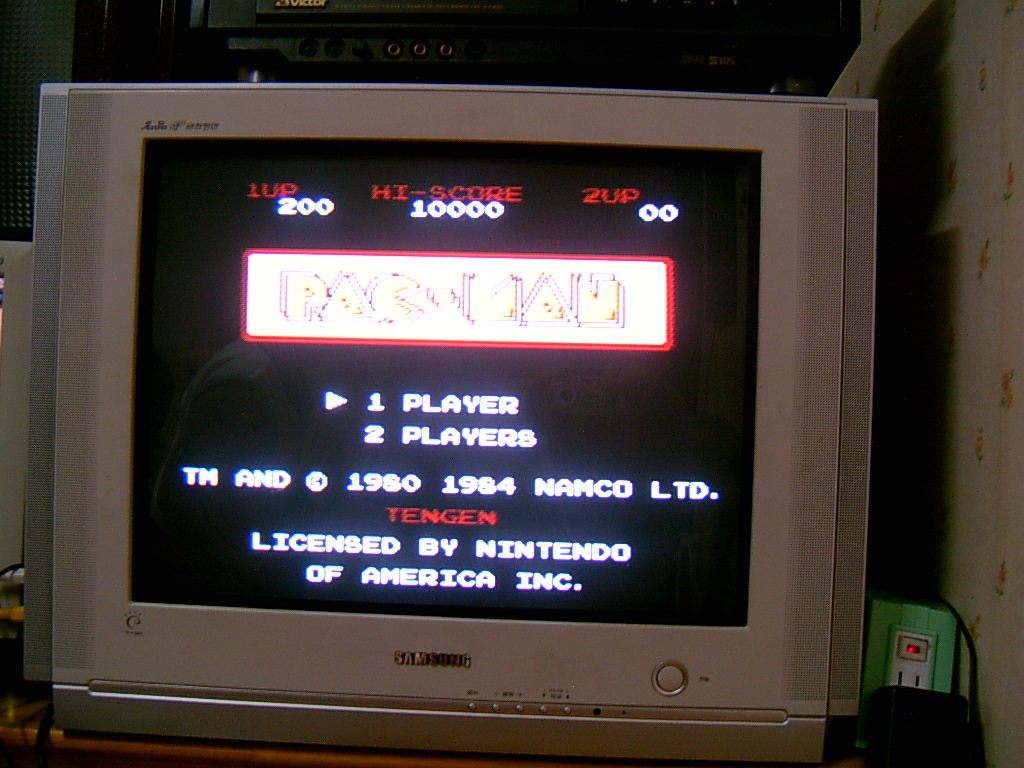 Victor
1UP HI-SCORE 2UP
200 10000 00
PAC-MAN
1 PLAYER
2 PLAYERS
TM AND © 1980 1984 NAMCO LTD.
TENGEN
LICENSED BY NINTENDO
OF AMERICA INC.
SAMSUNG